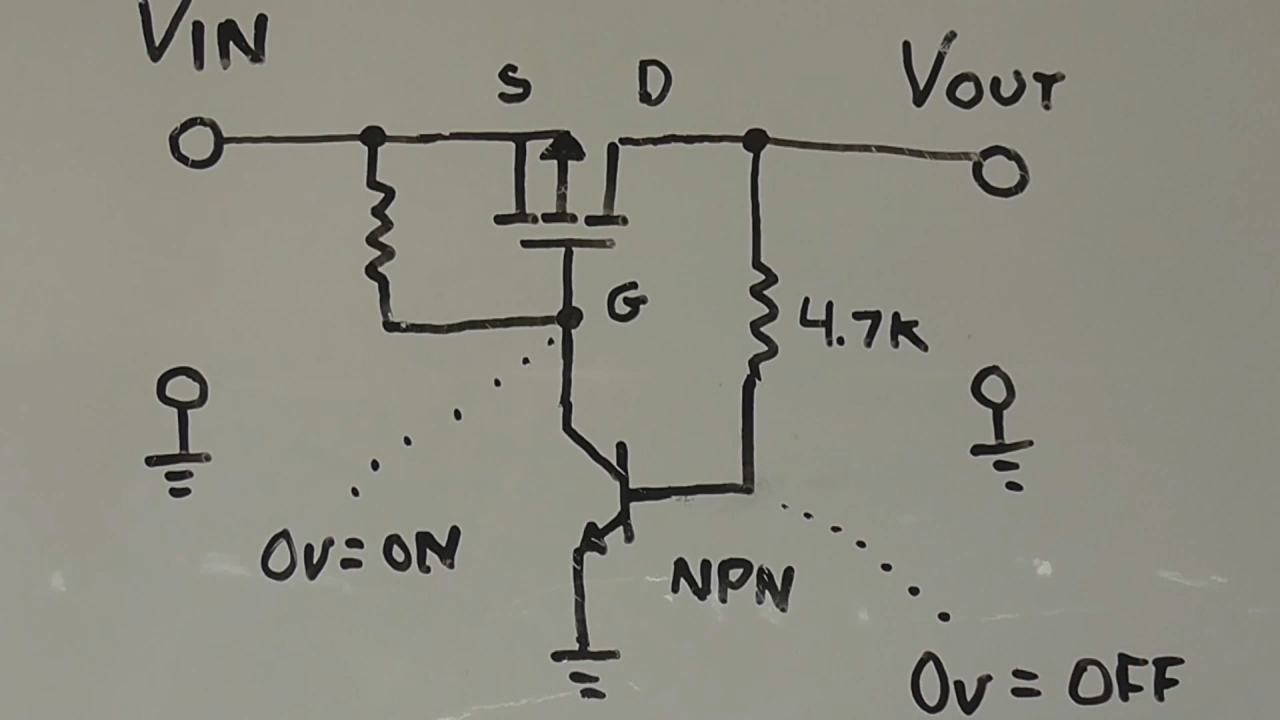 VIN
S
D
VOUT
G
4.7K
0V=ON
NPN
0V = OFF